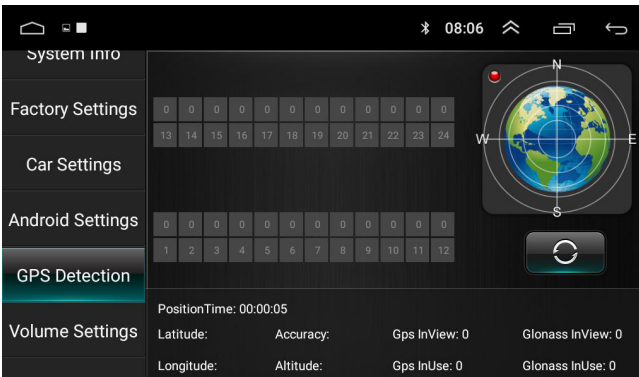 08:06
System Info
Factory Settings
Car Settings
Android Settings
GPS Detection
Volume Settings
0 0 0 0 0 0 0 0 0 0 0 0
13 14 15 16 17 18 19 20 21 22 23 24
0 0 0 0 0 0 0 0 0 0 0 0
1 2 3 4 5 6 7 8 9 10 11 12
N
W E
S
PositionTime: 00:00:05
Latitude: Accuracy: Gps InView: 0 Glonass InView: 0
Longitude: Altitude: Gps InUse: 0 Glonass InUse: 0